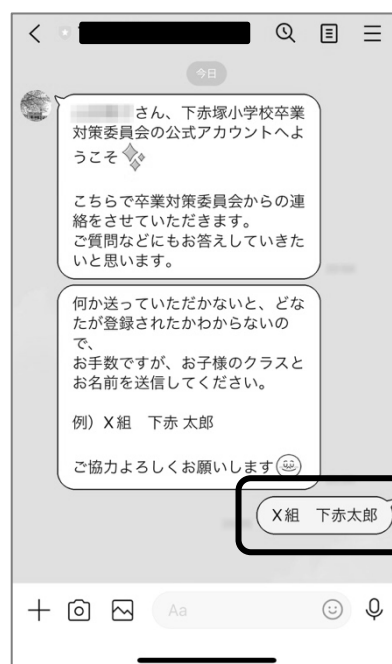 今日
さん、下赤塚小学校卒業
対策委員会の公式アカウントへよ
うこそ
こちらで卒業対策委員会からの連
絡をさせていただきます。
ご質問などにもお答えしていきた
いと思います。
何か送っていただかないと、どな
たが登録されたかわからないの
で、
お手数ですが、お子様のクラスと
お名前を送信してください。
例）X組　下赤 太郎
ご協力よろしくお願いします
X組　下赤太郎
Aa